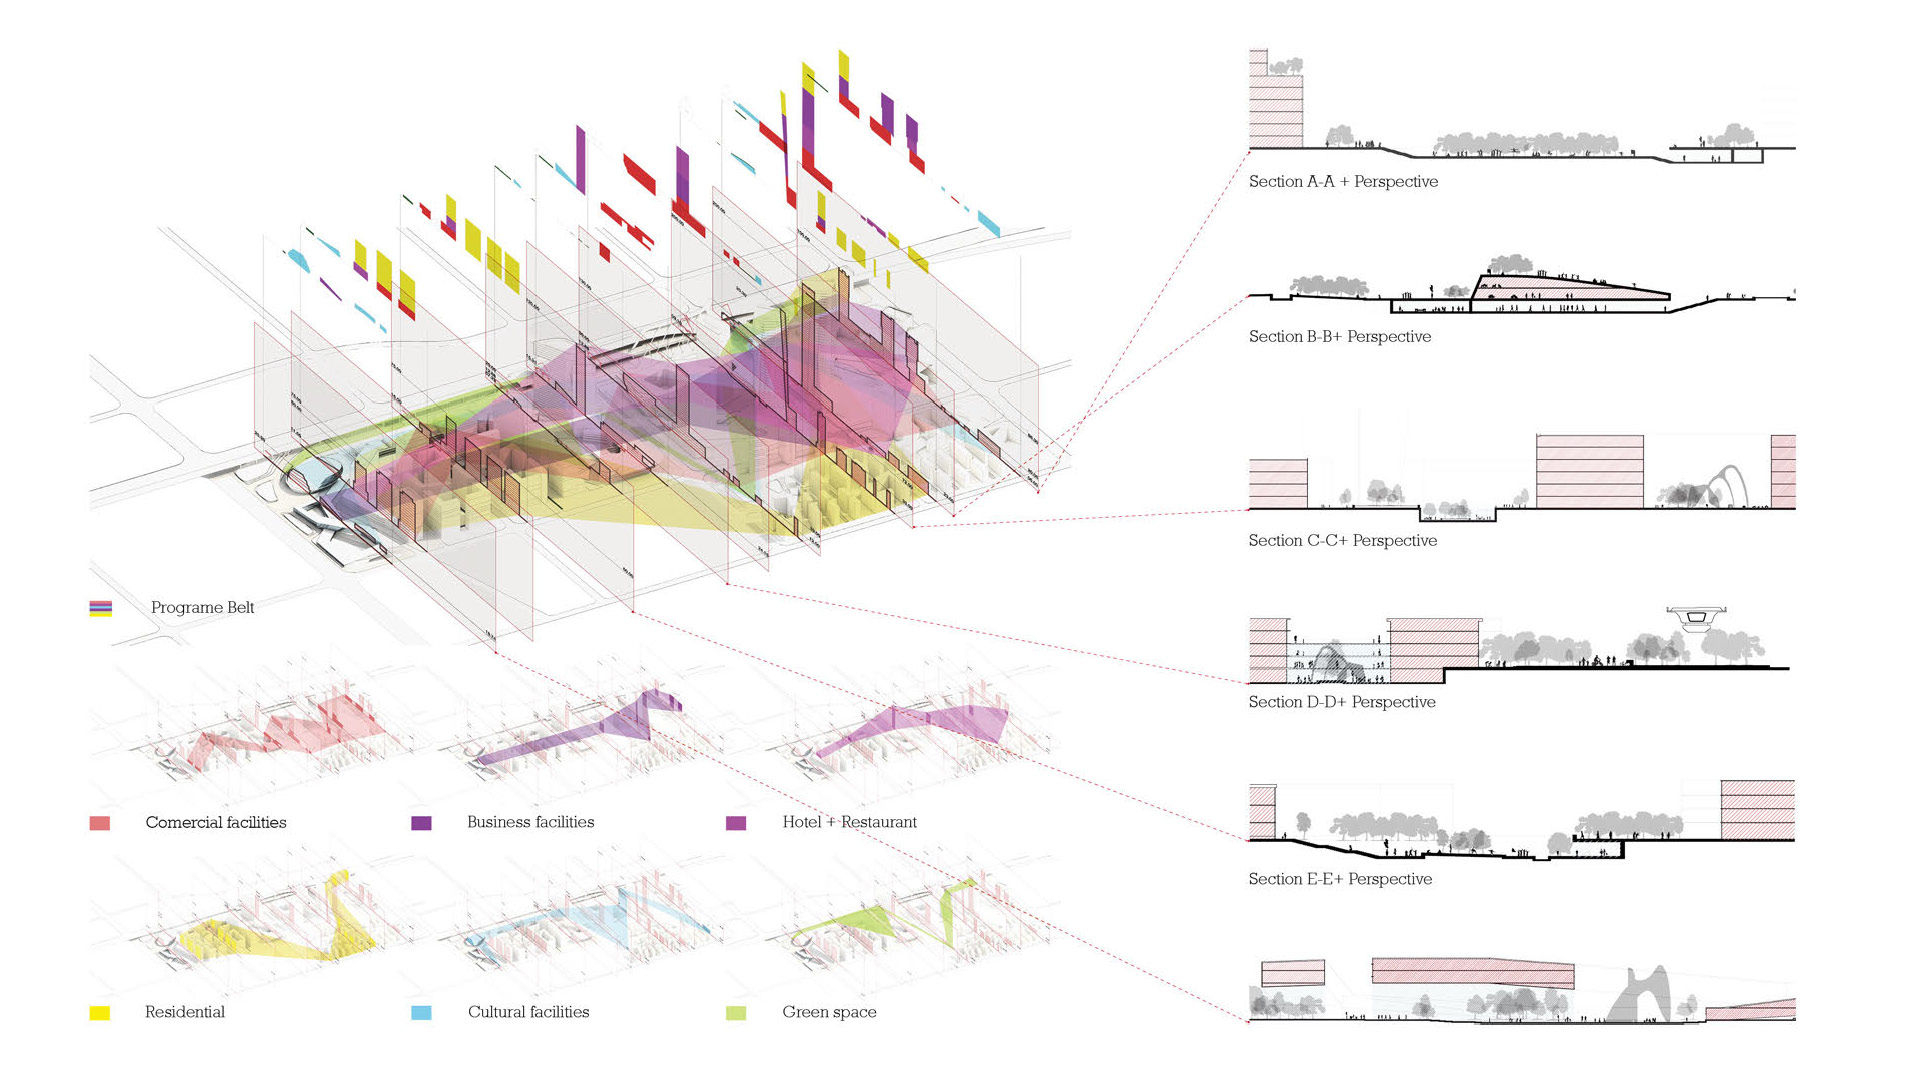 Section A-A + Perspective
Section B-B+ Perspective
Section C-C+ Perspective
Section D-D+ Perspective
Section E-E+ Perspective
Programe Belt
Comercial facilities
Business facilities
Hotel + Restaurant
Residential
Cultural facilities
Green space